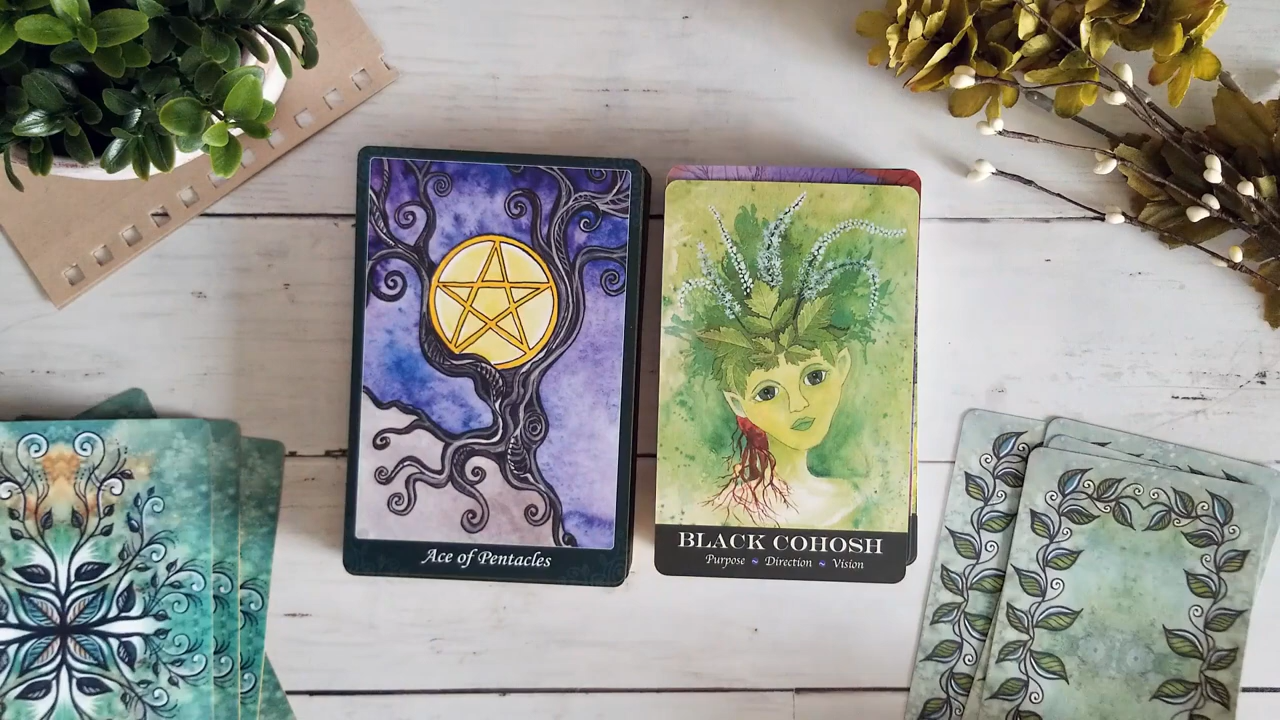 Ace of Pentacles
BLACK COHOSH
Purpose ~ Direction ~ Vision